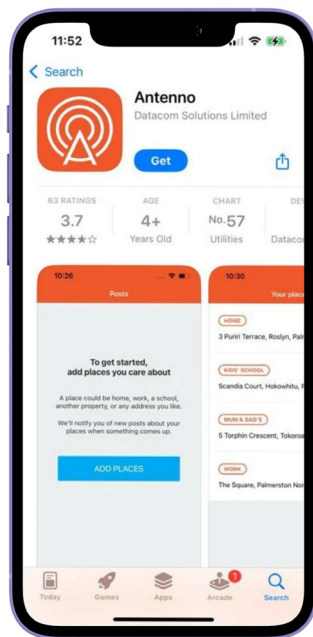 11:52
Search
Antenno
Datacom Solutions Limited
Get
63 RATINGS
3.7
AGE
4+
Years Old
CHART
No.57
Utilities
DE
Dataco
10:26
Posts
To get started,
add places you care about
A place could be home, work, a school,
another property, or any address you like.
We'll notify you of new posts about your
places when something comes up.
ADD PLACES
10:30
Your plac
HOME
3 Puriri Terrace, Roslyn, Pal
KIDS' SCHOOL
Scandia Court, Hokowhitu, P
MUM & DAD'S
5 Torphin Crescent, Tokoroa
WORK
The Square, Palmerston Nor
Today
Games
Apps
1
Arcade
Search